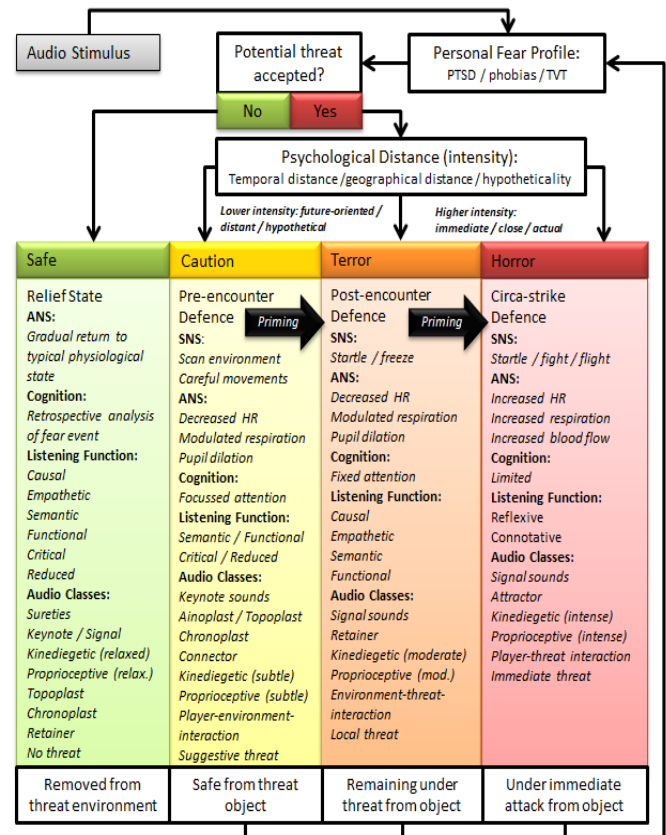 Audio Stimulus
Potential threat
accepted?
No
Yes
Personal Fear Profile:
PTSD / phobias / TVT
Psychological Distance (intensity):
Temporal distance/geographical distance/hypotheticality
Lower intensity: future-oriented /
distant / hypothetical
Higher intensity:
immediate / close / actual
Safe
Relief State
ANS:
Gradual return to
typical physiological
state
Cognition:
Retrospective analysis
of fear event
Listening Function:
Causal
Empathetic
Semantic
Functional
Critical
Reduced
Audio Classes:
Sureties
Keynote / Signal
Kinediegetic (relaxed)
Proprioceptive (relax.)
Topoplast
Chronoplast
Retainer
No threat
Removed from
threat environment
Caution
Pre-encounter
Defence
SNS:
Scan environment
Careful movements
ANS:
Decreased HR
Modulated respiration
Pupil dilation
Cognition:
Focussed attention
Listening Function:
Semantic / Functional
Critical / Reduced
Audio Classes:
Keynote sounds
Ainoplast / Topoplast
Chronoplast
Connector
Kinediegetic (subtle)
Proprioceptive (subtle)
Player-environment-
interaction
Suggestive threat
Safe from threat
object
Priming
Terror
Post-encounter
Defence
SNS:
Startle / freeze
ANS:
Decreased HR
Modulated respiration
Pupil dilation
Cognition:
Fixed attention
Listening Function:
Causal
Empathetic
Semantic
Functional
Audio Classes:
Signal sounds
Retainer
Kinediegetic (moderate)
Proprioceptive (mod.)
Environment-threat-
interaction
Local threat
Remaining under
threat from object
Priming
Horror
Circa-strike
Defence
SNS:
Startle / fight / flight
ANS:
Increased HR
Increased respiration
Increased blood flow
Cognition:
Limited
Listening Function:
Reflexive
Connotative
Audio Classes:
Signal sounds
Attractor
Kinediegetic (intense)
Proprioceptive (intense)
Player-threat interaction
Immediate threat
Under immediate
attack from object